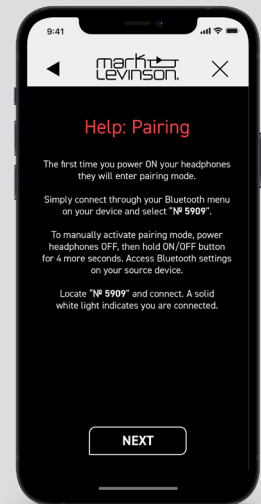 9:41
mark
Levinson.
Help: Pairing
The first time you power ON your headphones
they will enter pairing mode.
Simply connect through your Bluetooth menu
on your device and select "Nº 5909".
To manually activate pairing mode, power
headphones OFF, then hold ON/OFF button
for 4 more seconds. Access Bluetooth settings
on your source device.
Locate "Nº 5909" and connect. A solid
white light indicates you are connected.
NEXT